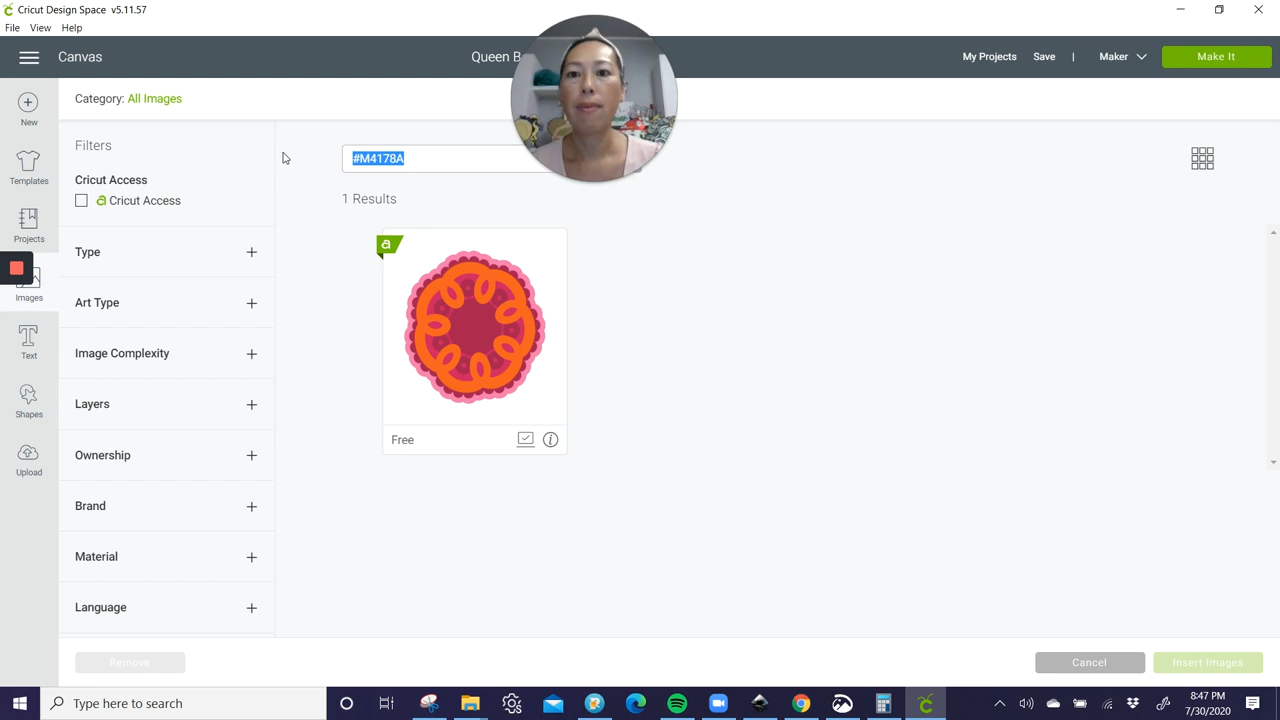 Cricut Design Space v5.11.57
File View Help
Canvas
Queen B
My Projects Save | Maker Make It
New
Templates
Projects
Images
Text
Shapes
Upload
Category: All Images
Filters
Cricut Access
a Cricut Access
Type +
Art Type +
Image Complexity +
Layers +
Ownership +
Brand +
Material +
Language +
#M4178A
1 Results
a
Free
Remove
Cancel Insert Images
Type here to search
8:47 PM
7/30/2020